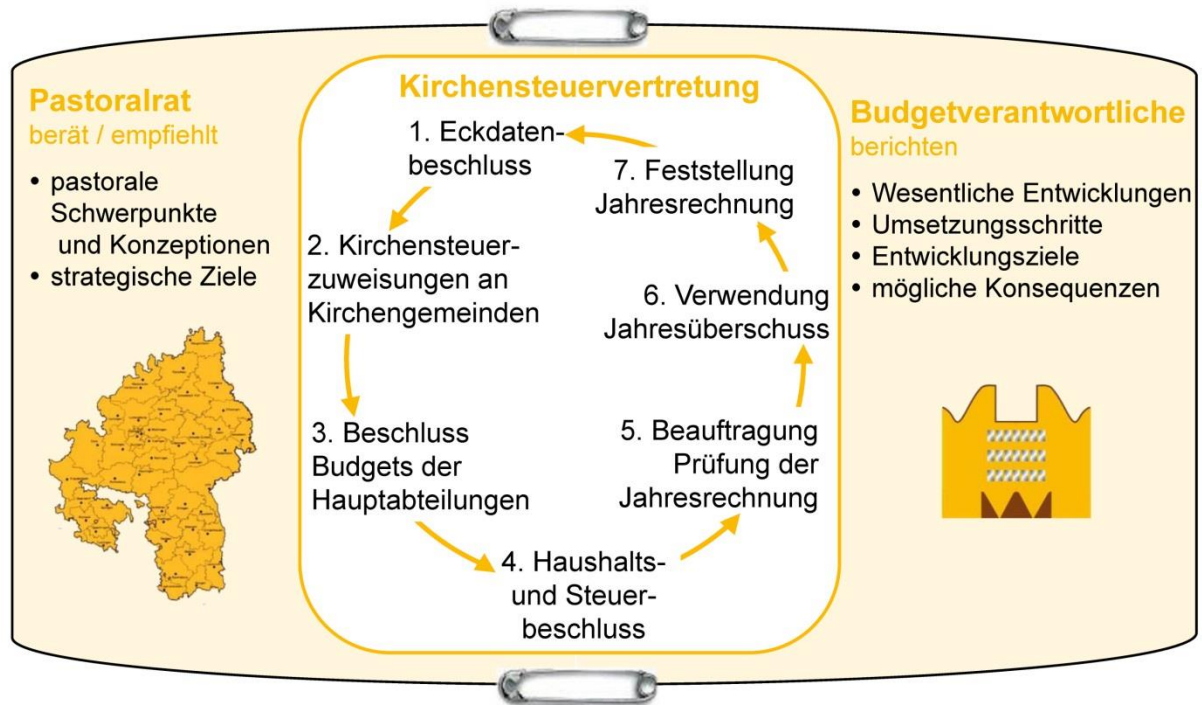 Pastoralrat
berät / empfiehlt
• pastorale
Schwerpunkte
und Konzeptionen
• strategische Ziele
Kirchensteuervertretung
1. Eckdaten-
beschluss
2. Kirchensteuer-
zuweisungen an
Kirchengemeinden
3. Beschluss
Budgets der
Hauptabteilungen
4. Haushalts-
und Steuer-
beschluss
5. Beauftragung
Prüfung der
Jahresrechnung
6. Verwendung
Jahresüberschuss
7. Feststellung
Jahresrechnung
Budgetverantwortliche
berichten
• Wesentliche Entwicklungen
• Umsetzungsschritte
• Entwicklungsziele
• mögliche Konsequenzen